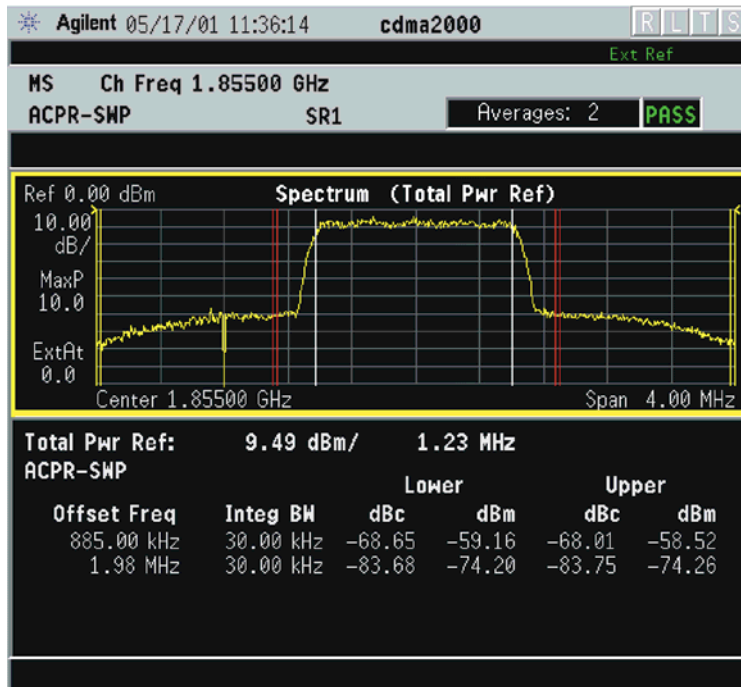 Agilent 05/17/01 11:36:14 cdma2000 R L T S
Ext Ref
MS Ch Freq 1.85500 GHz
ACPR-SWP SR1 Averages: 2 PASS
Ref 0.00 dBm Spectrum (Total Pwr Ref)
10.00
dB/
MaxP
10.0
ExtAt
0.0
Center 1.85500 GHz Span 4.00 MHz
Total Pwr Ref: 9.49 dBm/ 1.23 MHz
ACPR-SWP
Lower Upper
Offset Freq Integ BW dBc dBm dBc dBm
885.00 kHz 30.00 kHz -68.65 -59.16 -68.01 -58.52
1.98 MHz 30.00 kHz -83.68 -74.20 -83.75 -74.26